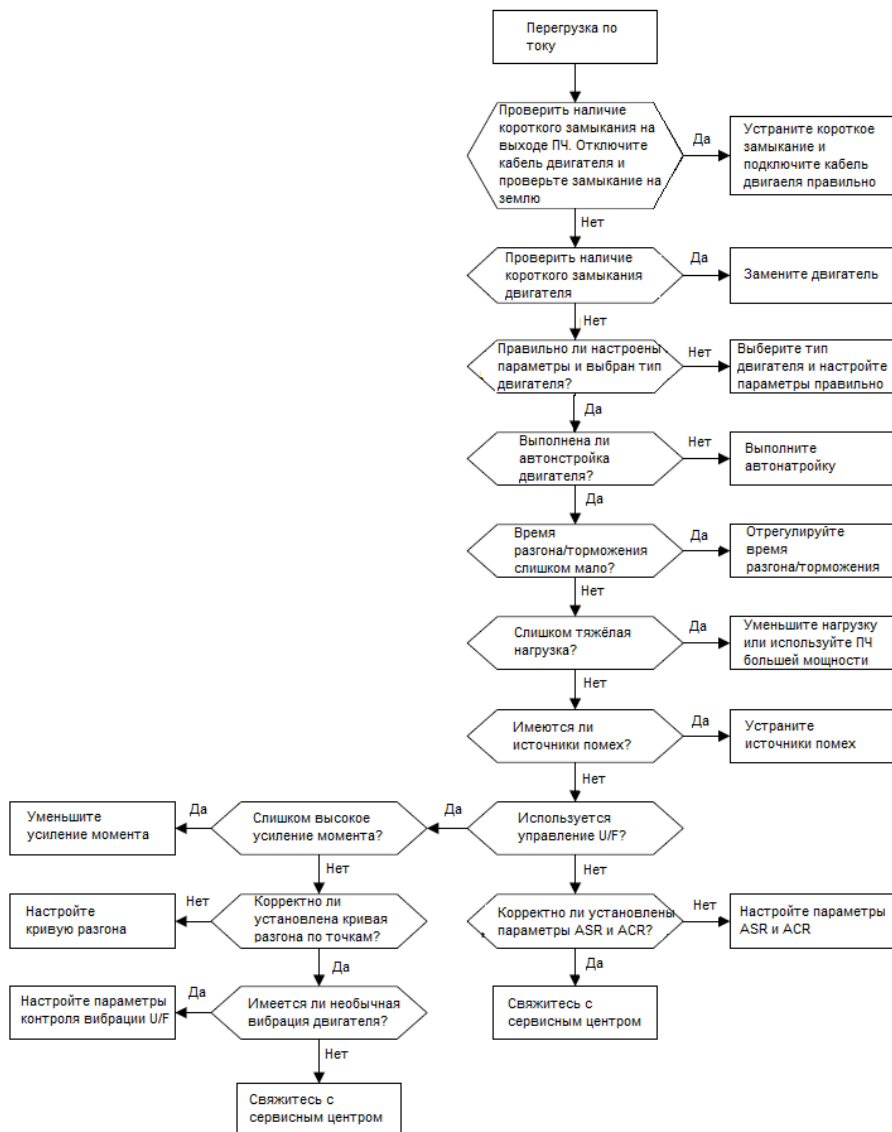 Перегрузка по
току
Проверить наличие
короткого замыкания на
выходе ПЧ. Отключите
кабель двигателя и
проверьте замыкание на
землю
Да
Устраните короткое
замыкание и
подключите кабель
двигаеля правильно
Нет
Проверить наличие
короткого замыкания
двигателя
Да
Замените двигатель
Нет
Правильно ли настроены
параметры и выбран тип
двигателя?
Нет
Выберите тип
двигателя и настройте
параметры правильно
Да
Выполнена ли
автонстройка
двигателя?
Нет
Выполните
автонатройку
Да
Время
разгона/торможения
слишком мало?
Да
Отрегулируйте
время
разгона/торможения
Нет
Слишком тяжёлая
нагрузка?
Да
Уменьшите нагрузку
или используйте ПЧ
большей мощности
Нет
Имеются ли
источники помех?
Да
Устраните
источники помех
Нет
Используется
управление U/F?
Да
Слишком высокое
усиление момента?
Да
Уменьшите
усиление момента
Нет
Нет
Корректно ли
установлена кривая
разгона по точкам?
Нет
Настройте
кривую разгона
Корректно ли установлены
параметры ASR и ACR?
Нет
Настройте параметры
ASR и ACR
Да
Да
Имеется ли необычная
вибрация двигателя?
Да
Настройте параметры
контроля вибрации U/F
Свяжитесь с
сервисным центром
Нет
Свяжитесь с
сервисным центром